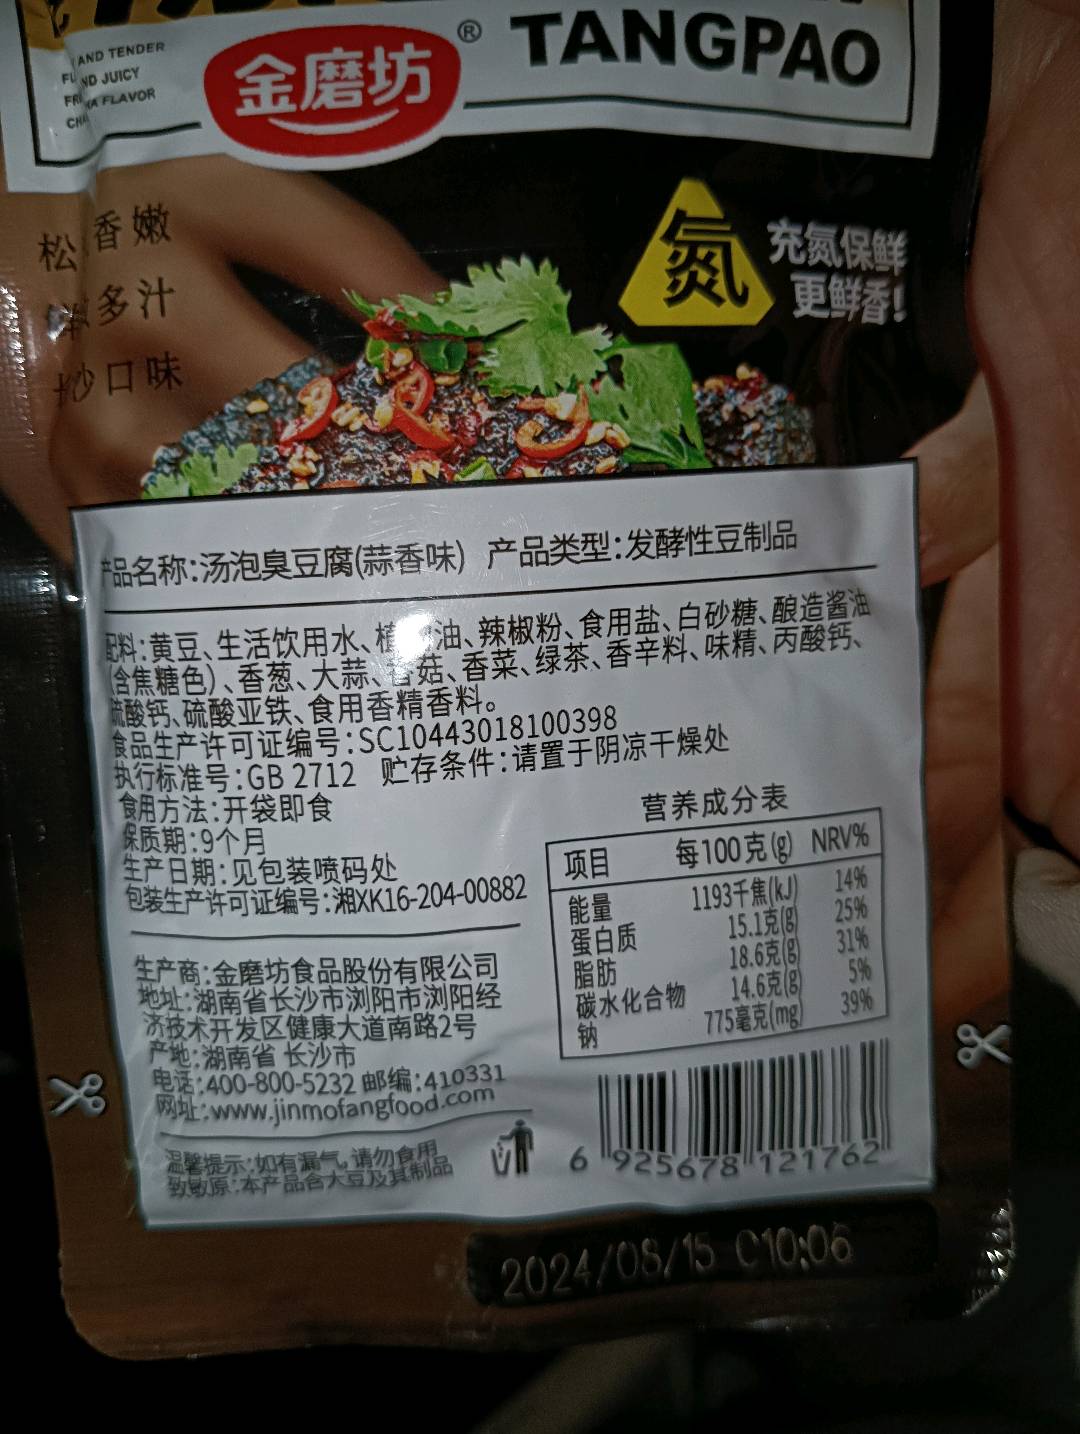 AND TENDER
ND JUICY
FLAVOR
金磨坊®
TANGPAO
松 香嫩
多汁
口味
氮
充氮保鲜
更鲜香!
产品名称:汤泡臭豆腐(蒜香味) 产品类型:发酵性豆制品
配料:黄豆、生活饮用水、植 油、辣椒粉、食用盐、白砂糖、酿造酱油
(含焦糖色)、香葱、大蒜、 菇、香菜、绿茶、香辛料、味精、丙酸钙、
硫酸钙、硫酸亚铁、食用香精香料。
食品生产许可证编号:SC10443018100398
执行标准号:GB 2712 贮存条件:请置于阴凉干燥处
食用方法:开袋即食
保质期:9个月
生产日期:见包装喷码处
包装生产许可证编号:湘XK16-204-00882
营养成分表
项目 每100克(g) NRV%
能量 1193千焦(kJ) 14%
蛋白质 15.1克(g) 25%
脂肪 18.6克(g) 31%
碳水化合物 14.6克(g) 5%
钠 775毫克(mg) 39%
生产商:金磨坊食品股份有限公司
地址:湖南省长沙市浏阳市浏阳经
济技术开发区健康大道南路2号
产地:湖南省 长沙市
电话:400-800-5232 邮编:410331
网址:www.jinmofangfood.com
温馨提示:如有漏气,请勿食用
致敏原:本产品含大豆及其制品
6 925678 121762
2024/08/15 C10:06